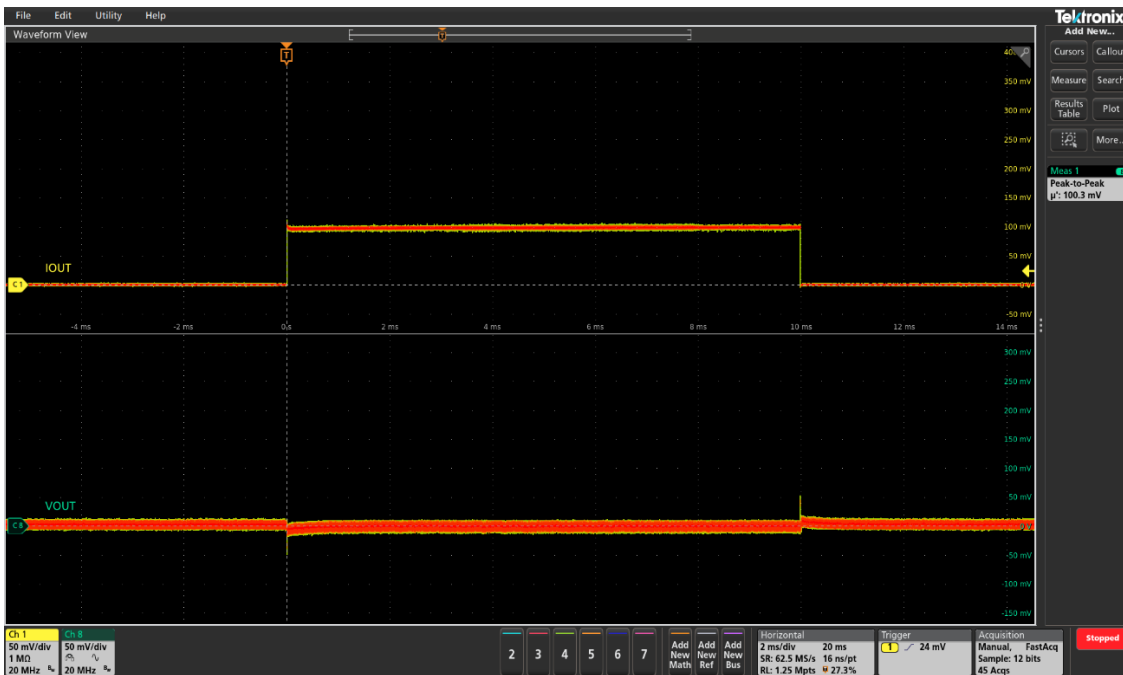 File Edit Utility Help
Tektronix
Waveform View
Add New...
T
T
Cursors
Measure Search
Results Table
Plot
More...
350 mV
300 mV
250 mV
200 mV
150 mV
100 mV
50 mV
0 V
-50 mV
IOUT
C1
-4 ms -2 ms 0 s 2 ms 4 ms 6 ms 8 ms 10 ms 12 ms 14 ms
Meas 1
Peak-to-Peak
µ': 100.3 mV
300 mV
250 mV
200 mV
150 mV
100 mV
50 mV
-50 mV
-100 mV
-150 mV
VOUT
C8
Ch 1
50 mV/div
1 MΩ
20 MHz
Ch 8
50 mV/div
20 MHz
2 3 4 5 6 7
Add New Math
Add New Ref
Add New Bus
Horizontal
2 ms/div 20 ms
SR: 62.5 MS/s 16 ns/pt
RL: 1.25 Mpts 27.3%
Trigger
1 24 mV
Acquisition
Manual, FastAcq
Sample: 12 bits
45 Acqs
Stopped